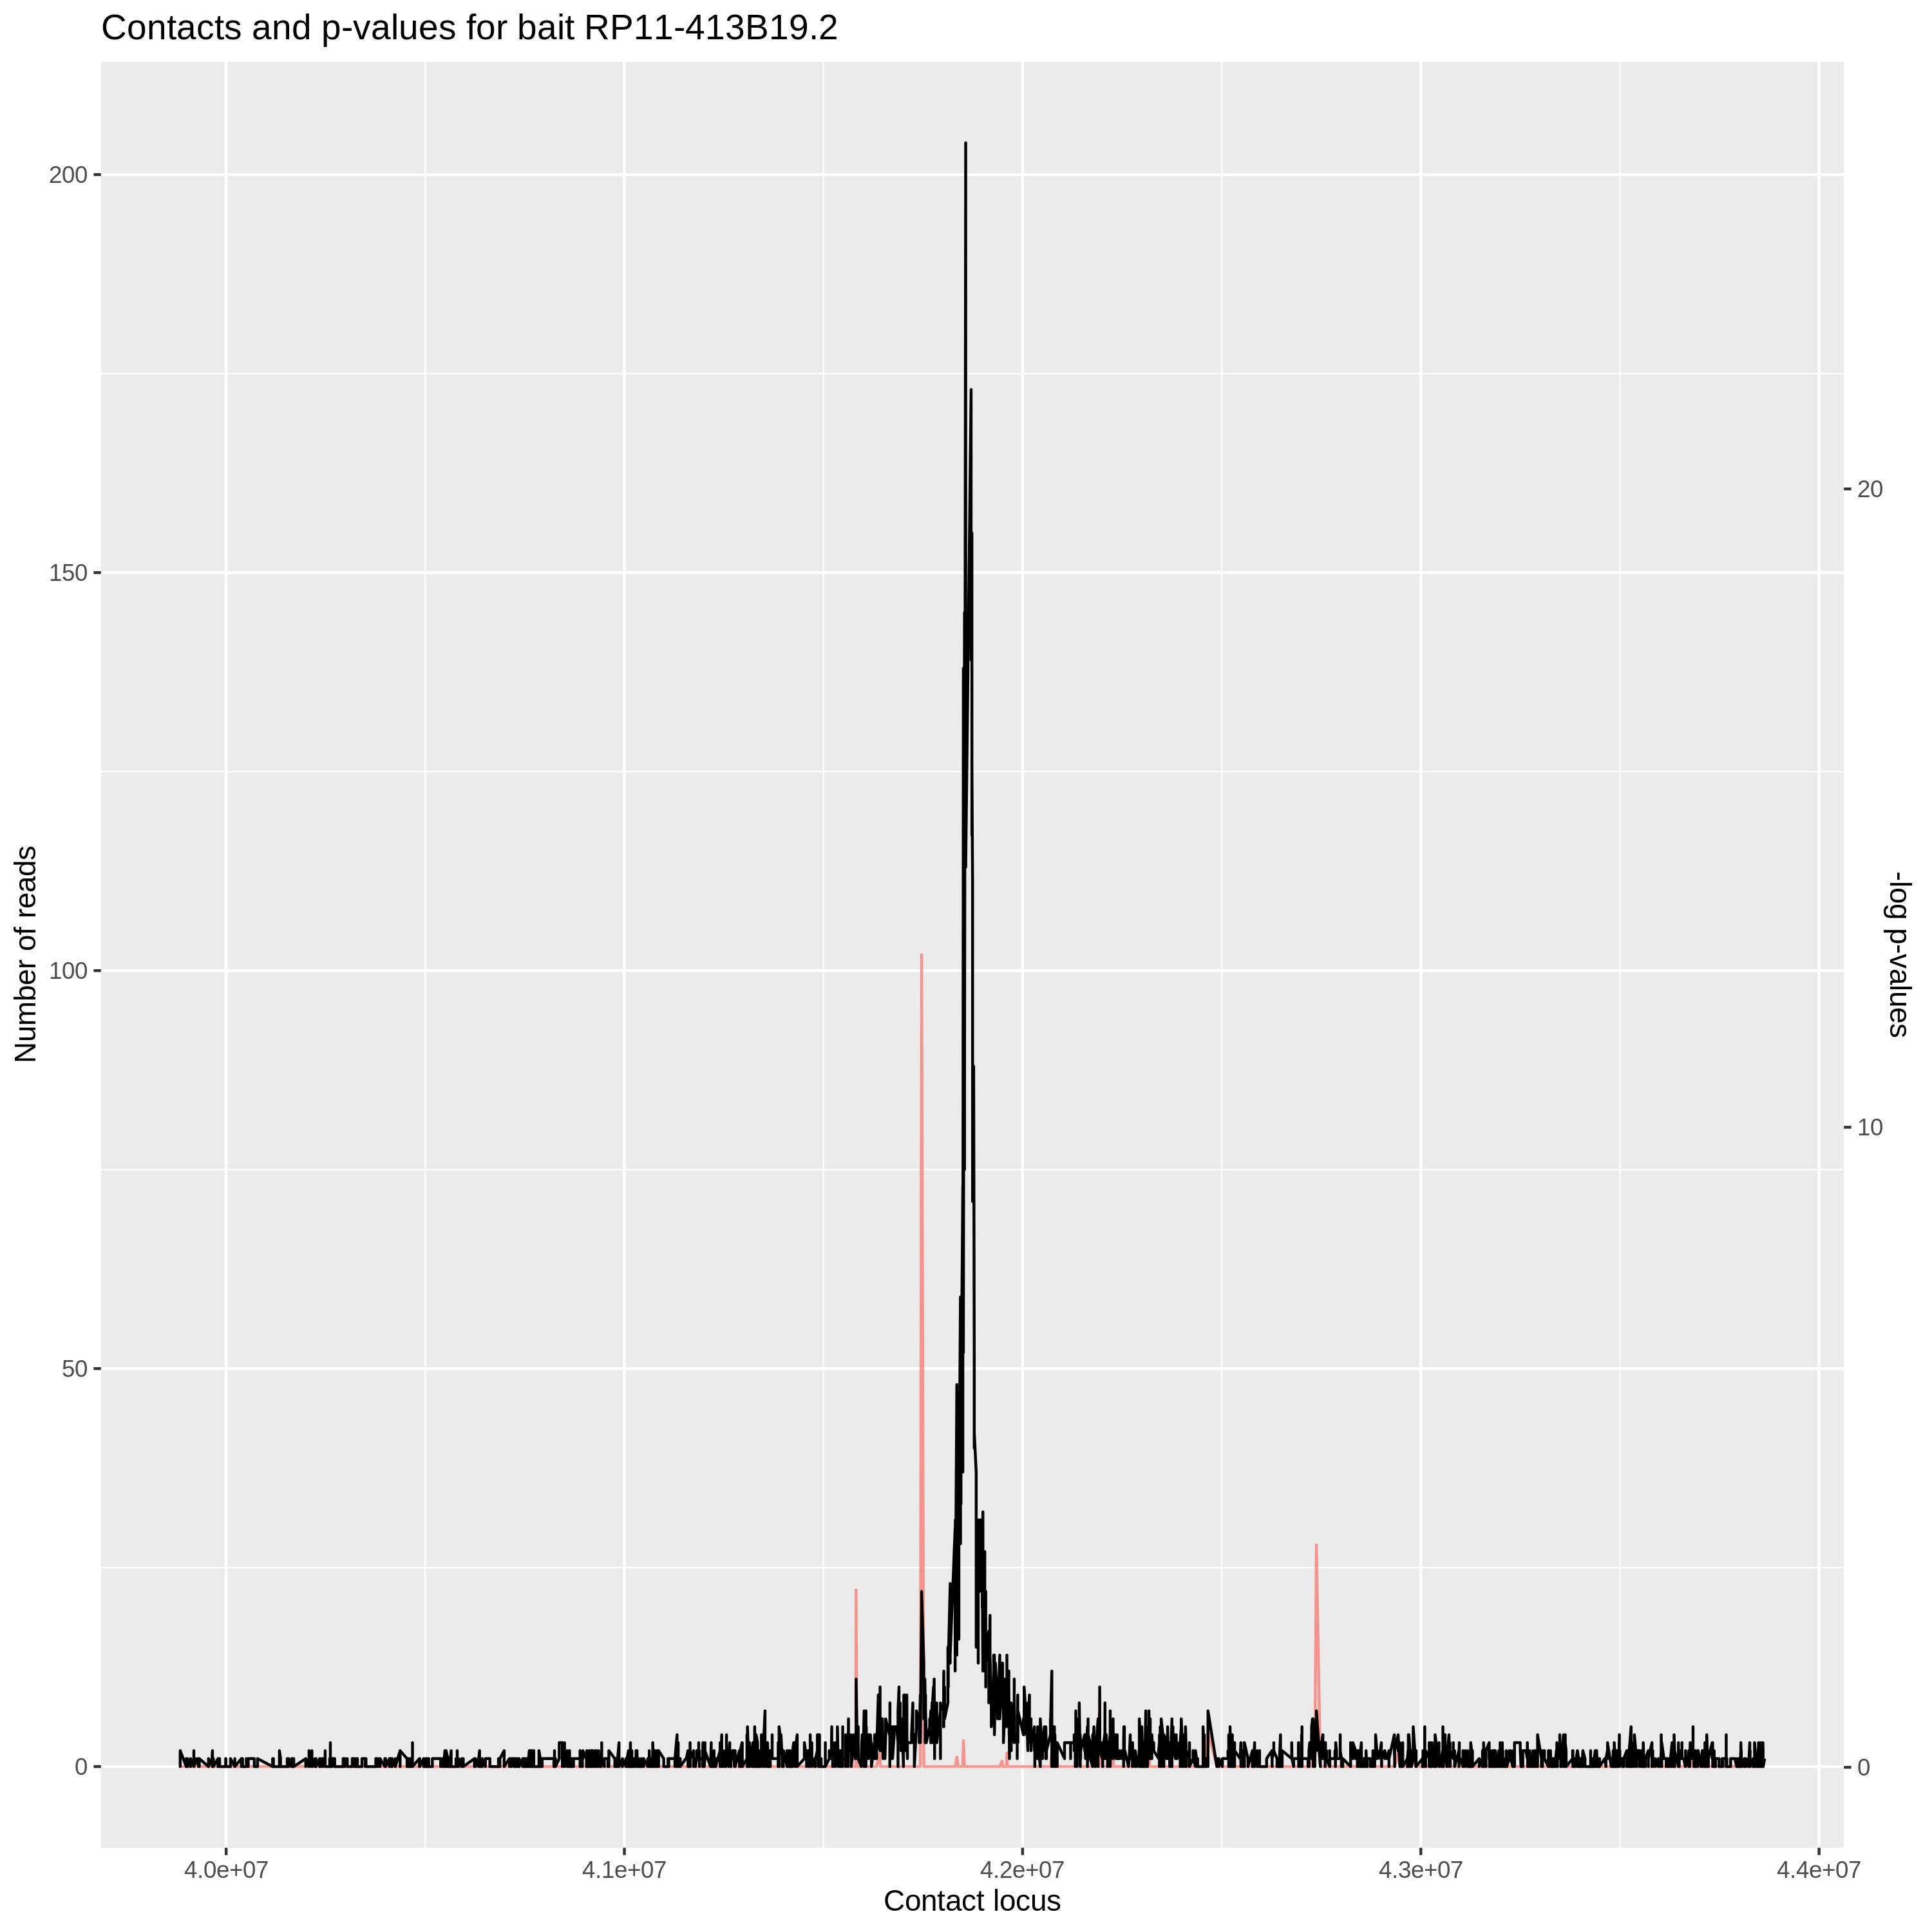 Contacts and p-values for bait RP11-413B19.2
200
150
100
50
0
Number of reads
20
10
0
-log p-values
4.0e+07
4.1e+07
4.2e+07
4.3e+07
4.4e+07
Contact locus